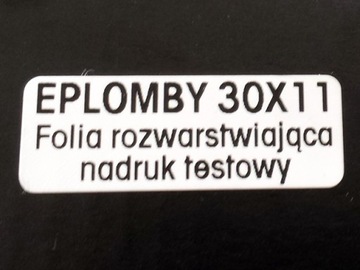 EPLOMBY 30X11
Folia rozwarstwiająca
nadruk testowy